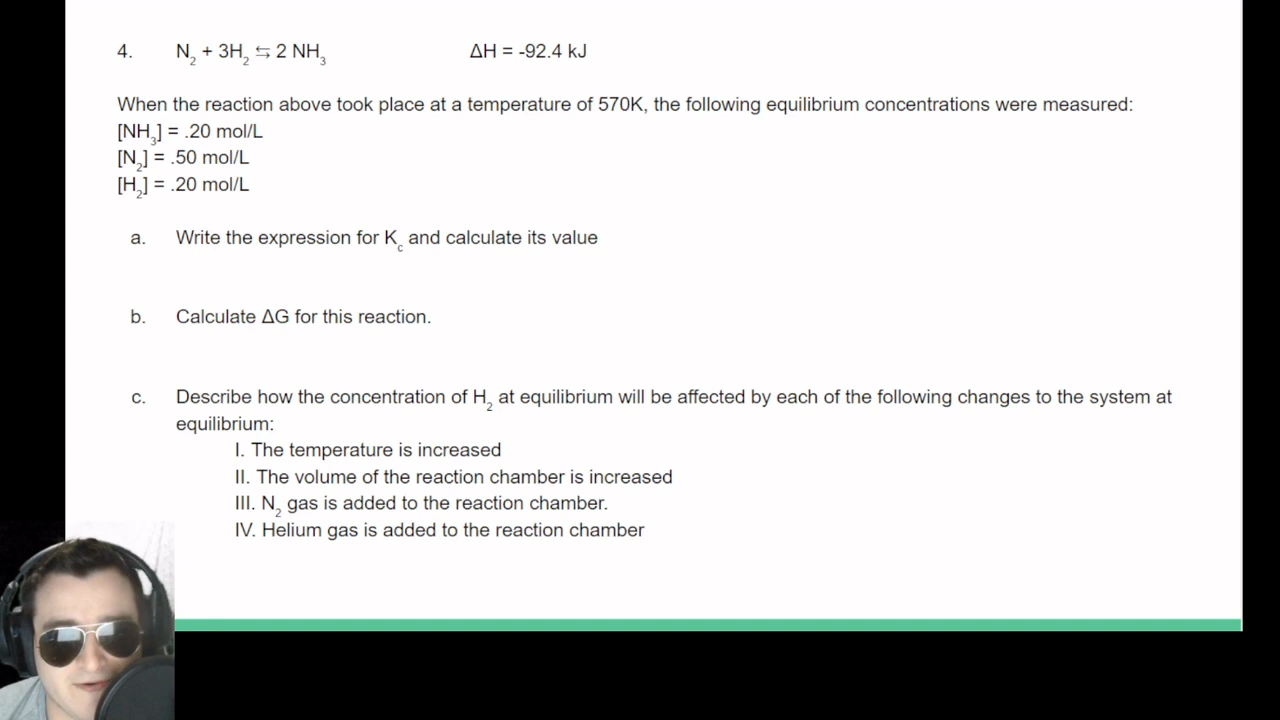 4. N₂ + 3H₂ ⇆ 2 NH₃ ΔH = -92.4 kJ
When the reaction above took place at a temperature of 570K, the following equilibrium concentrations were measured:
[NH₃] = .20 mol/L
[N₂] = .50 mol/L
[H₂] = .20 mol/L
a. Write the expression for K꜀ and calculate its value
b. Calculate ΔG for this reaction.
c. Describe how the concentration of H₂ at equilibrium will be affected by each of the following changes to the system at
equilibrium:
I. The temperature is increased
II. The volume of the reaction chamber is increased
III. N₂ gas is added to the reaction chamber.
IV. Helium gas is added to the reaction chamber